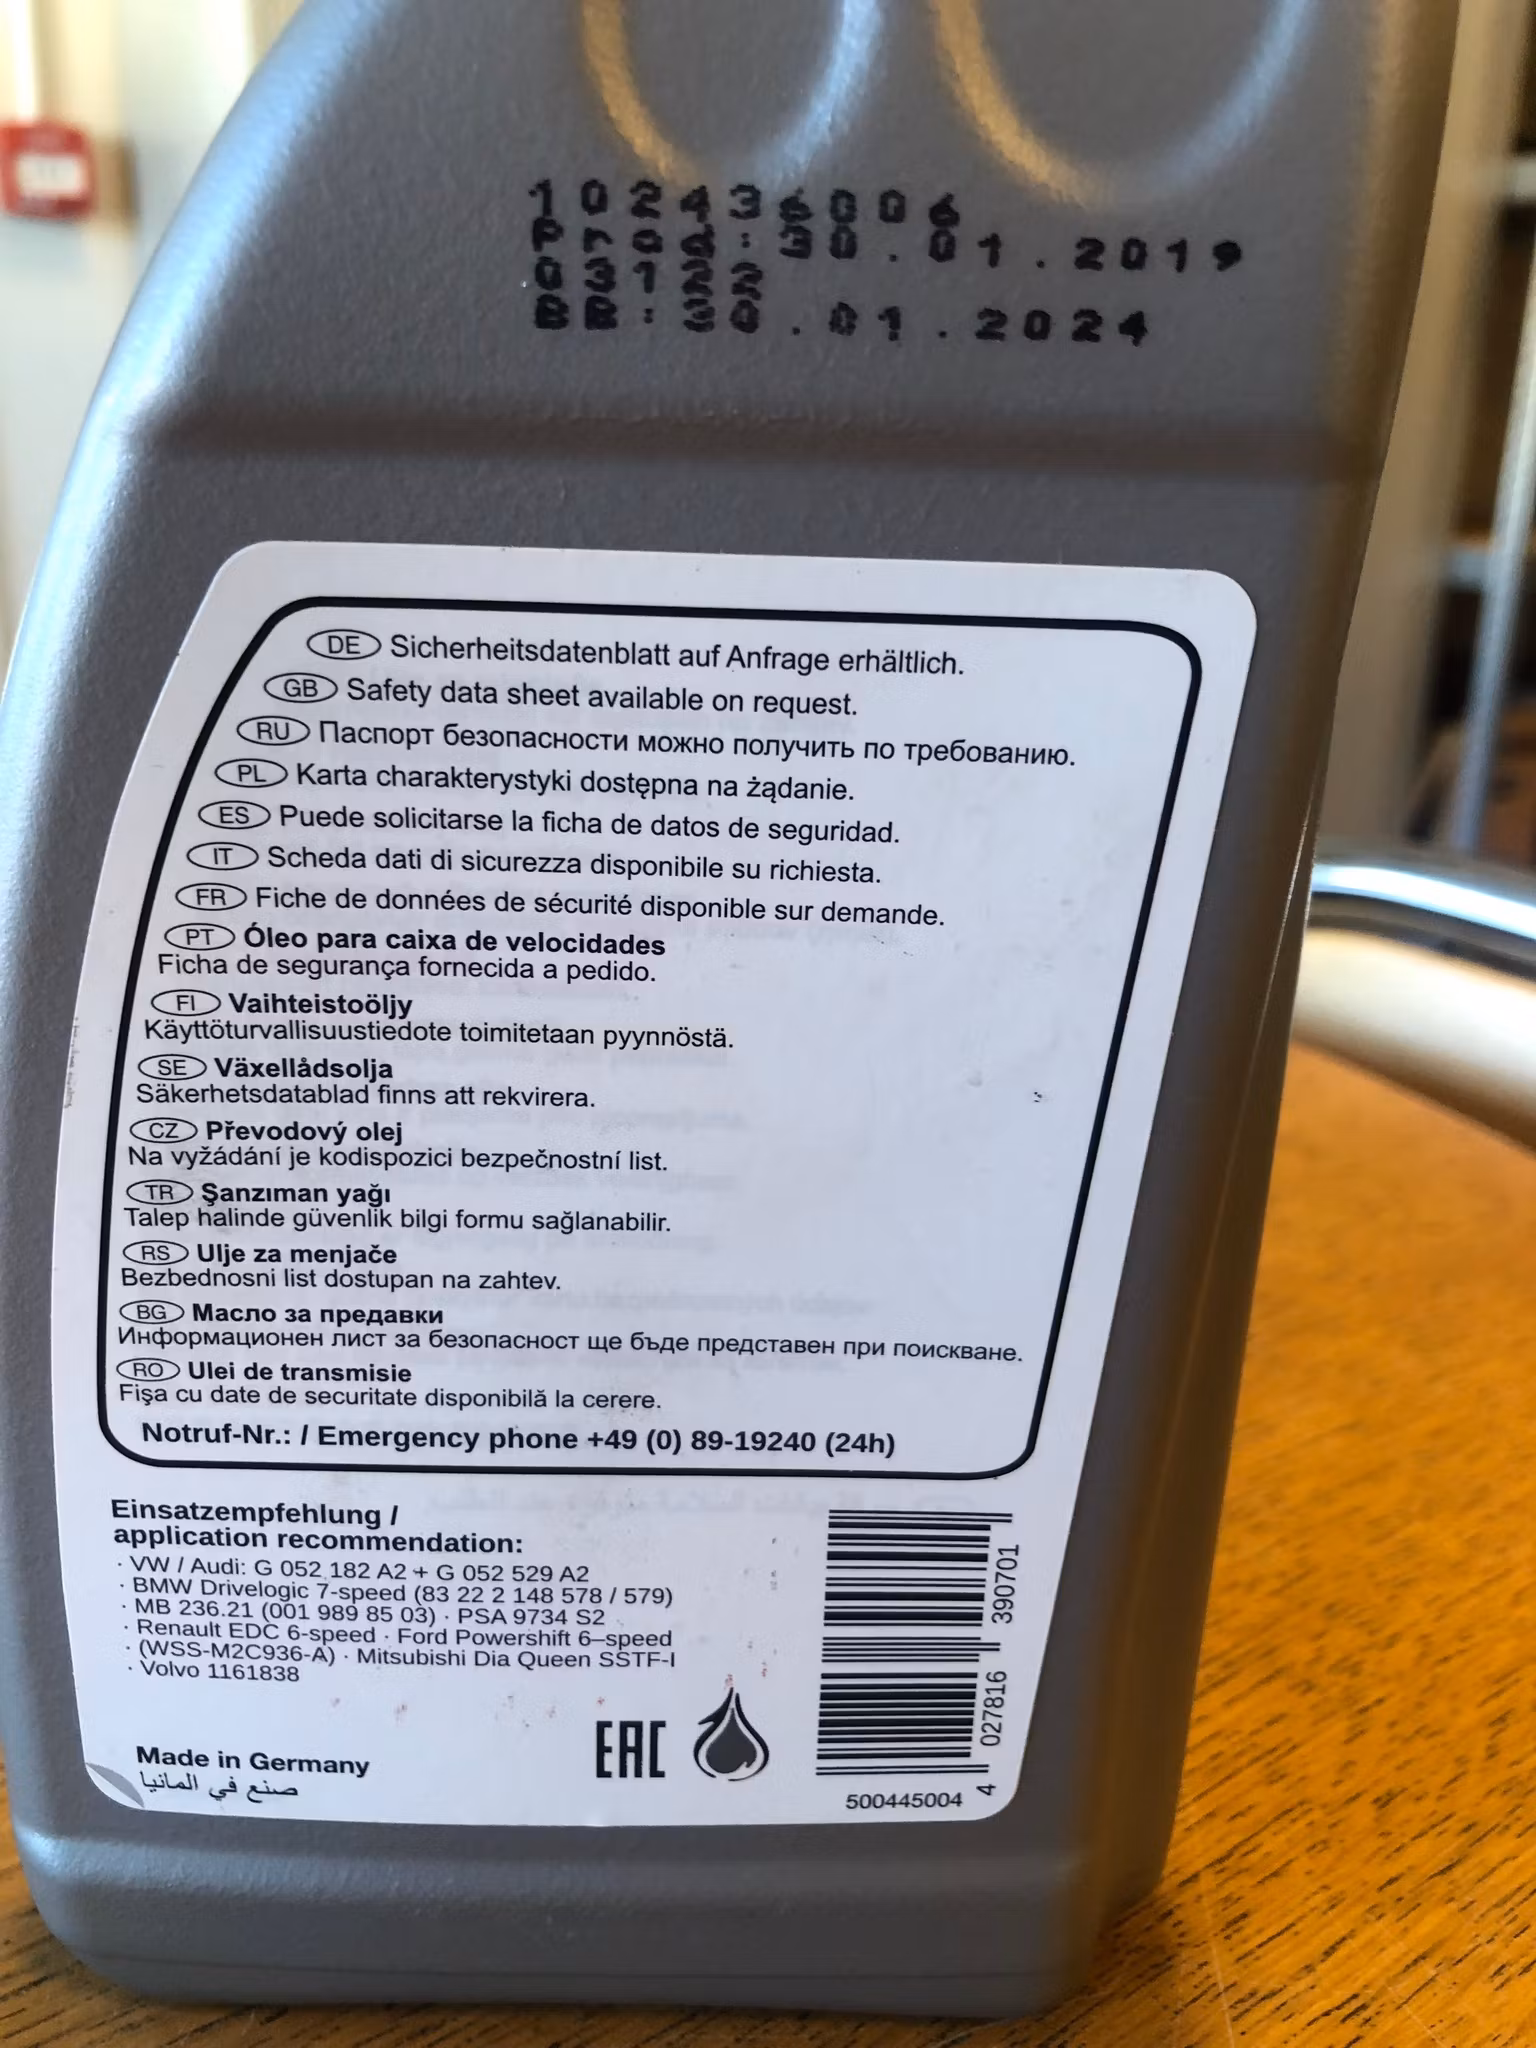 102436006
Prod: 30.01.2019
03122
BB: 30.01.2024
DE Sicherheitsdatenblatt auf Anfrage erhältlich.
GB Safety data sheet available on request.
RU Паспорт безопасности можно получить по требованию.
PL Karta charakterystyki dostępna na żądanie.
ES Puede solicitarse la ficha de datos de seguridad.
IT Scheda dati di sicurezza disponibile su richiesta.
FR Fiche de données de sécurité disponible sur demande.
PT Óleo para caixa de velocidades
Ficha de segurança fornecida a pedido.
FI Vaihteistoöljy
Käyttöturvallisuustiedote toimitetaan pyynnöstä.
SE Växellådsolja
Säkerhetsdatablad finns att rekvirera.
CZ Převodový olej
Na vyžádání je kodispozici bezpečnostní list.
TR Şanzıman yağı
Talep halinde güvenlik bilgi formu sağlanabilir.
RS Ulje za menjače
Bezbednosni list dostupan na zahtev.
BG Масло за предавки
Информационен лист за безопасност ще бъде представен при поискване.
RO Ulei de transmisie
Fişa cu date de securitate disponibilă la cerere.
Notruf-Nr.: / Emergency phone +49 (0) 89-19240 (24h)
Einsatzempfehlung /
application recommendation:
· VW / Audi: G 052 182 A2 + G 052 529 A2
· BMW Drivelogic 7-speed (83 22 2 148 578 / 579)
· MB 236.21 (001 989 85 03) · PSA 9734 S2
· Renault EDC 6-speed · Ford Powershift 6–speed
· (WSS-M2C936-A) · Mitsubishi Dia Queen SSTF-I
· Volvo 1161838
EAC
Made in Germany
صنع في المانيا
4 027816 390701
500445004